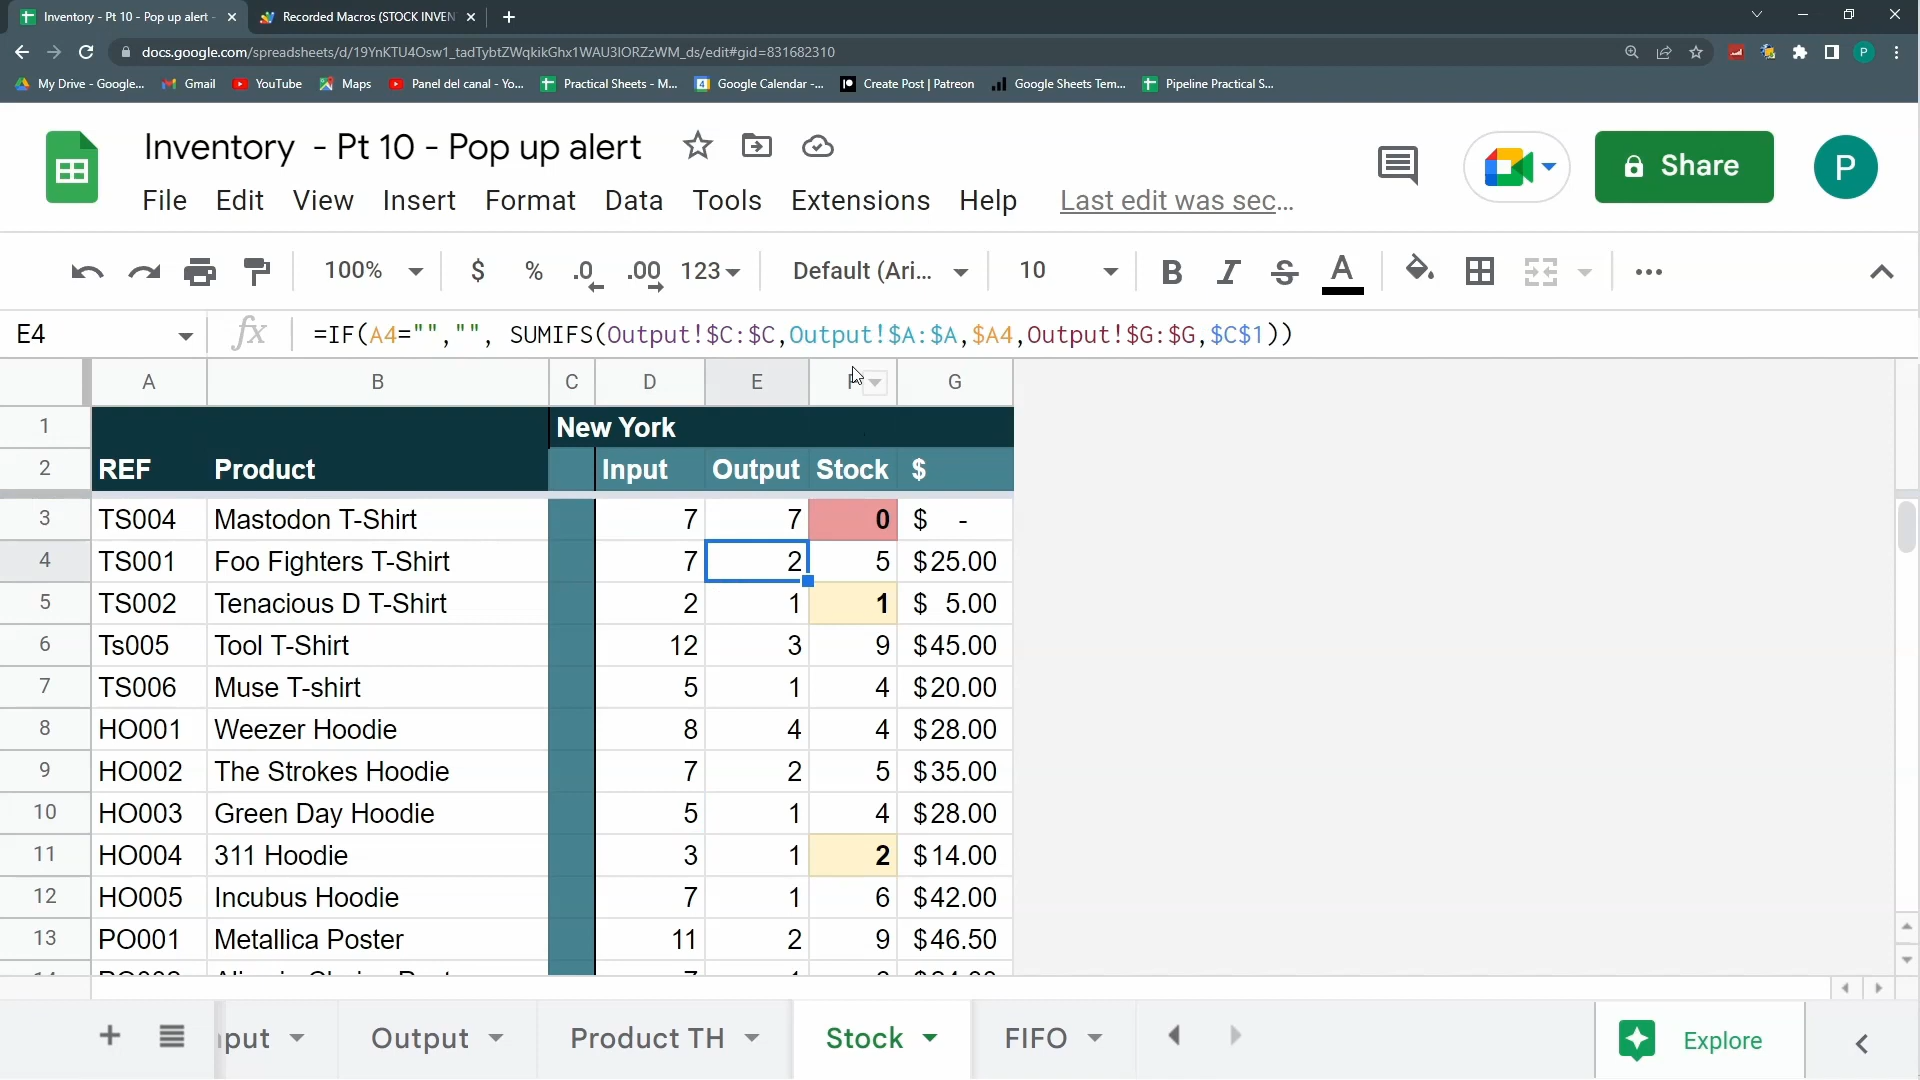 Inventory - Pt 10 - Pop up alert -
Recorded Macros (STOCK INVEN
docs.google.com/spreadsheets/d/19YnKTU4Osw1_tadTybtZWqkikGhx1WAU3IORZzWM_ds/edit#gid=831682310
P
My Drive - Google...
Gmail
YouTube
Maps
Panel del canal - Yo...
Practical Sheets - M...
Google Calendar -...
Create Post | Patreon
Google Sheets Tem...
Pipeline Practical S...
Inventory - Pt 10 - Pop up alert
Share
P
File Edit View Insert Format Data Tools Extensions Help Last edit was sec...
100% $ % .0 .00 123 Default (Ari... 10 B I S A
E4 fx =IF(A4="","", SUMIFS(Output!$C:$C,Output!$A:$A,$A4,Output!$G:$G,$C$1))
A B C D E F G
1 New York
2 REF Product Input Output Stock $
3 TS004 Mastodon T-Shirt 7 7 0 $ -
4 TS001 Foo Fighters T-Shirt 7 2 5 $25.00
5 TS002 Tenacious D T-Shirt 2 1 1 $ 5.00
6 Ts005 Tool T-Shirt 12 3 9 $45.00
7 TS006 Muse T-shirt 5 1 4 $20.00
8 HO001 Weezer Hoodie 8 4 4 $28.00
9 HO002 The Strokes Hoodie 7 2 5 $35.00
10 HO003 Green Day Hoodie 5 1 4 $28.00
11 HO004 311 Hoodie 3 1 2 $14.00
12 HO005 Incubus Hoodie 7 1 6 $42.00
13 PO001 Metallica Poster 11 2 9 $46.50
put Output Product TH Stock FIFO Explore